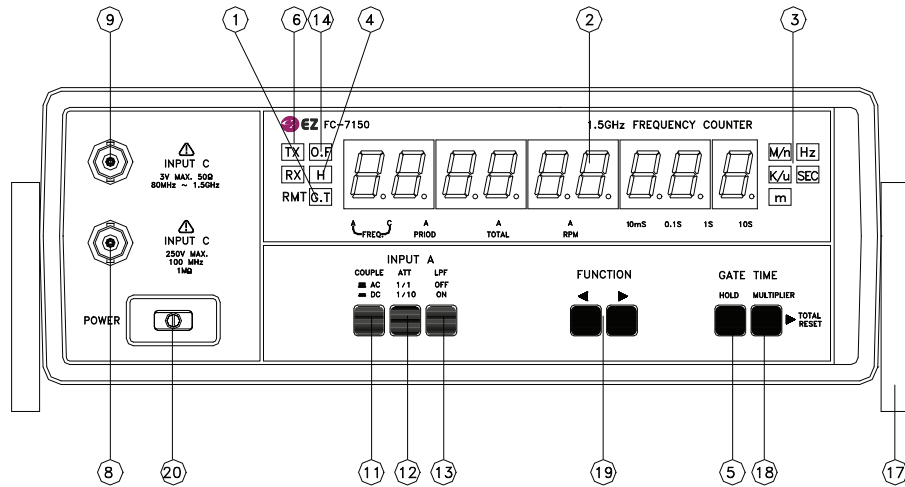 9 1 6 14 4 2 3
EZ FC-7150 1.5GHz FREQUENCY COUNTER
TX O.F M/n Hz
RX H K/u SEC
RMT G.T m
INPUT C
3V MAX. 50Ω
80MHz ~ 1.5GHz
A C A A A 10mS 0.1S 1S 10S
FREQ. PRIOD TOTAL RPM
INPUT C
250V MAX.
100 MHz
1MΩ
INPUT A
COUPLE ATT LPF
AC 1/1 OFF
DC 1/10 ON
FUNCTION
GATE TIME
HOLD MULTIPLIER
TOTAL
RESET
POWER
8 20 11 12 13 19 5 18 17